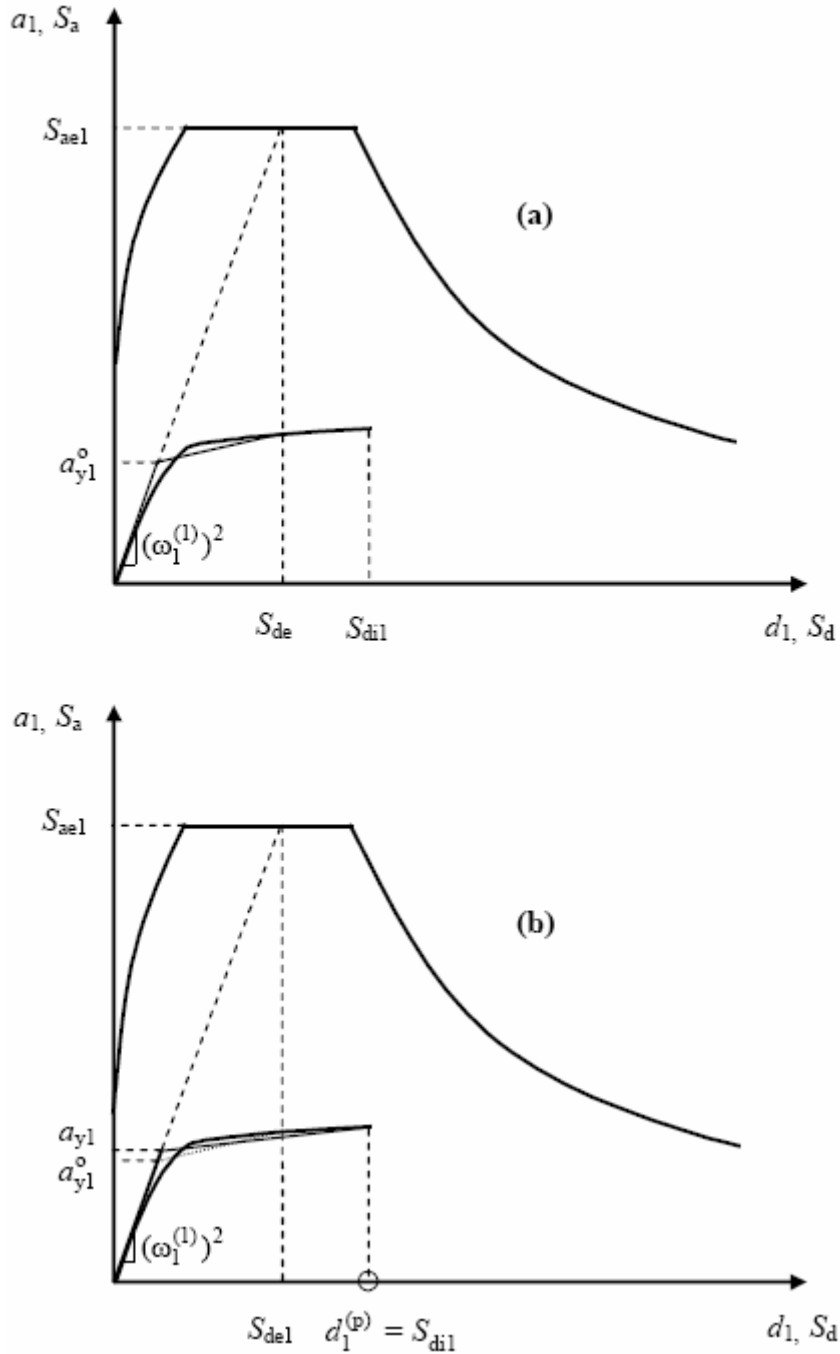 a₁, Sₐ
Sae1
(a)
a°y1
(ω₁⁽¹⁾)²
Sde Sdi1 d₁, Sd
a₁, Sₐ
Sae1
(b)
ay1
a°y1
(ω₁⁽¹⁾)²
Sde1 d₁⁽ᵖ⁾ = Sdi1 d₁, Sd